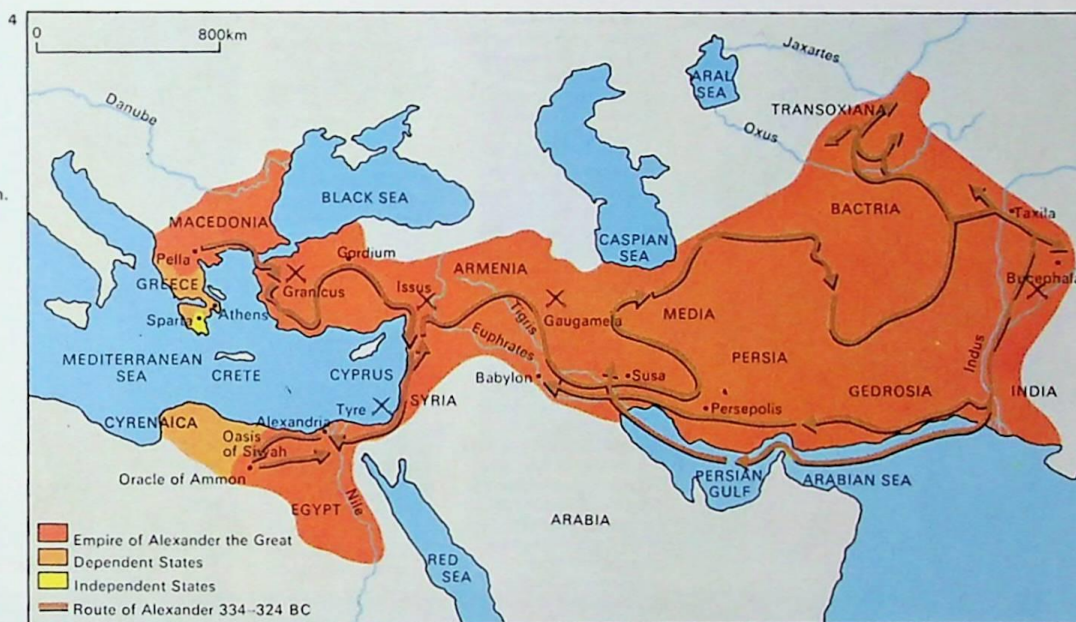 4
0 800km
Jaxartes
ARAL
SEA
Danube
TRANSOXIANA
Oxus
n.
BLACK SEA
MACEDONIA
BACTRIA
Taxila
CASPIAN
SEA
Pella
Gordium
ARMENIA
GREECE
Granicus
Issus
Bucephala
Sparta
Athens
Tigris
Gaugamela
MEDIA
Euphrates
MEDITERRANEAN
SEA
CRETE
CYPRUS
PERSIA
Indus
Babylon
Susa
GEDROSIA
INDIA
Tyre
SYRIA
Persepolis
CYRENAICA
Alexandria
Oasis
of Siwah
Oracle of Ammon
PERSIAN
GULF
ARABIAN SEA
Nile
EGYPT
ARABIA
RED
SEA
Empire of Alexander the Great
Dependent States
Independent States
Route of Alexander 334-324 BC